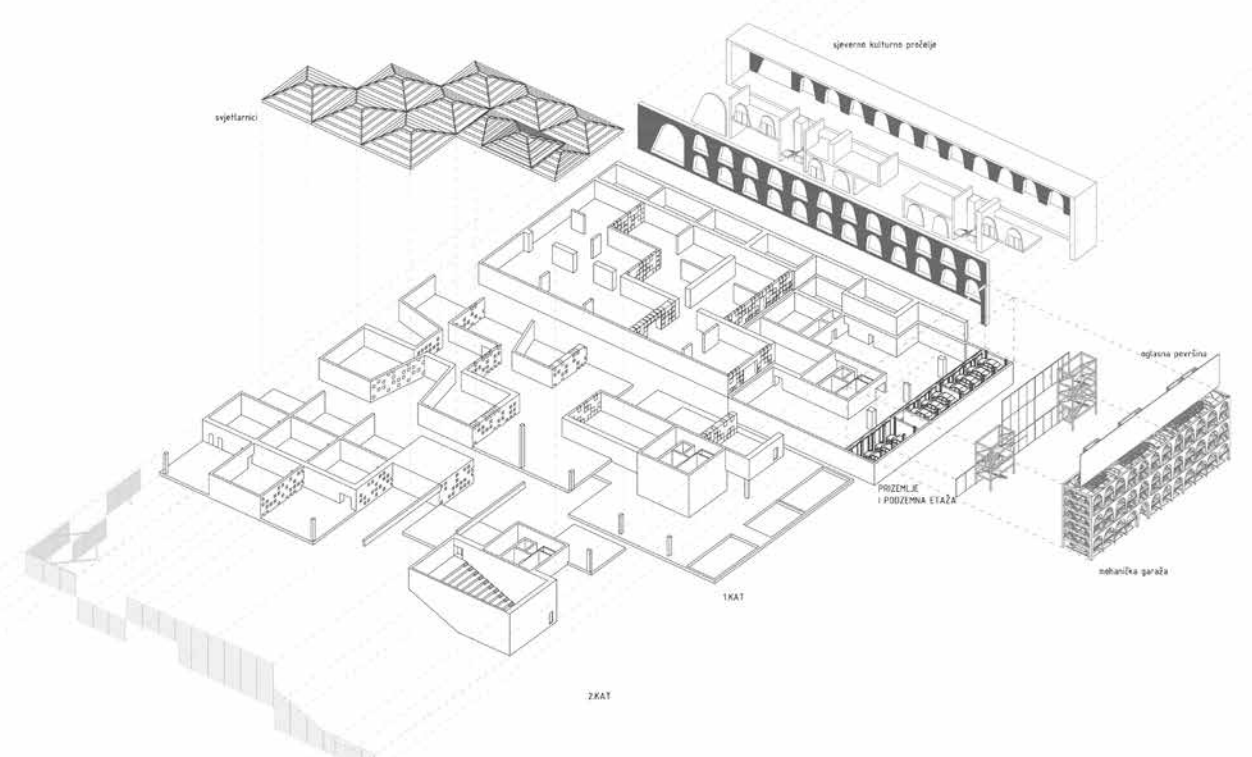 sjeverno kulturno pročelje
svjetlarnici
oglasna površina
PRIZEMLJE
I PODZEMNA ETAŽA
mehanička garaža
1.KAT
2.KAT